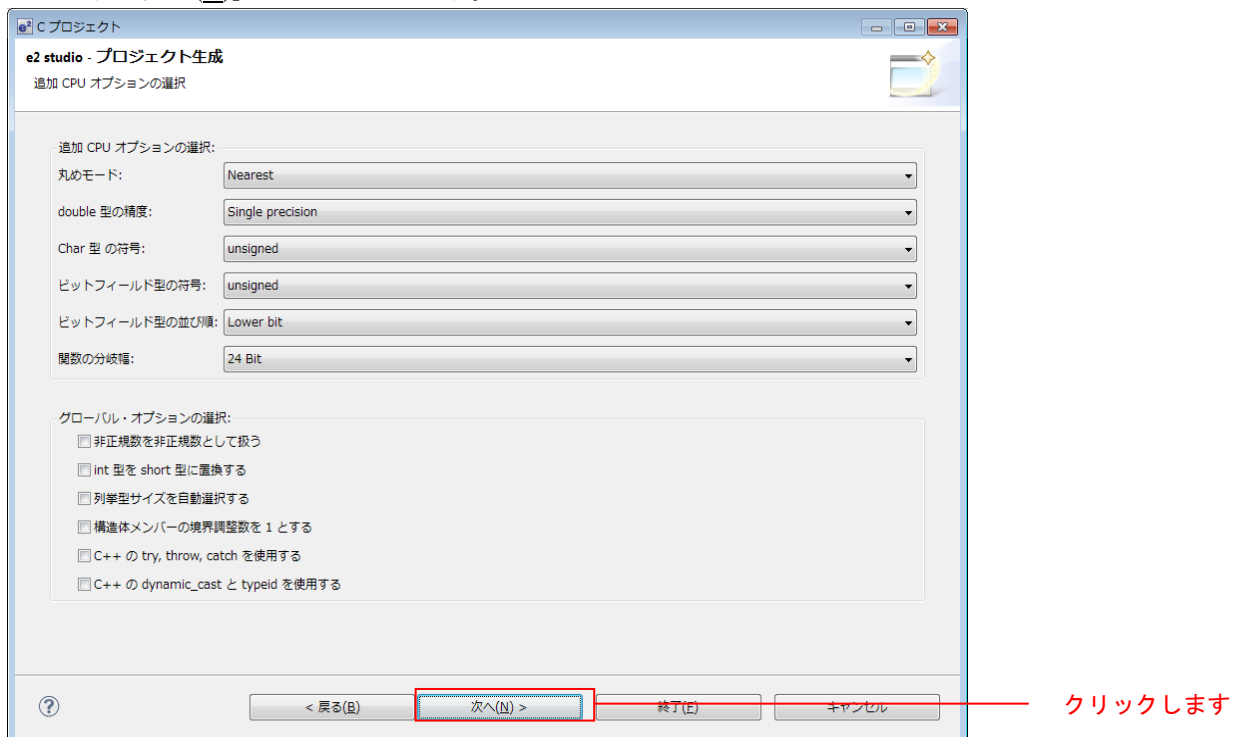 C プロジェクト
e2 studio - プロジェクト生成
追加 CPU オプションの選択
追加 CPU オプションの選択:
丸めモード: Nearest
double 型の精度: Single precision
Char 型 の符号: unsigned
ビットフィールド型の符号: unsigned
ビットフィールド型の並び順: Lower bit
関数の分岐幅: 24 Bit
グローバル・オプションの選択:
非正規数を非正規数として扱う
int 型を short 型に置換する
列挙型サイズを自動選択する
構造体メンバーの境界調整数を 1 とする
C++ の try, throw, catch を使用する
C++ の dynamic_cast と typeid を使用する
< 戻る(B) 次へ(N) > 終了(F) キャンセル クリックします